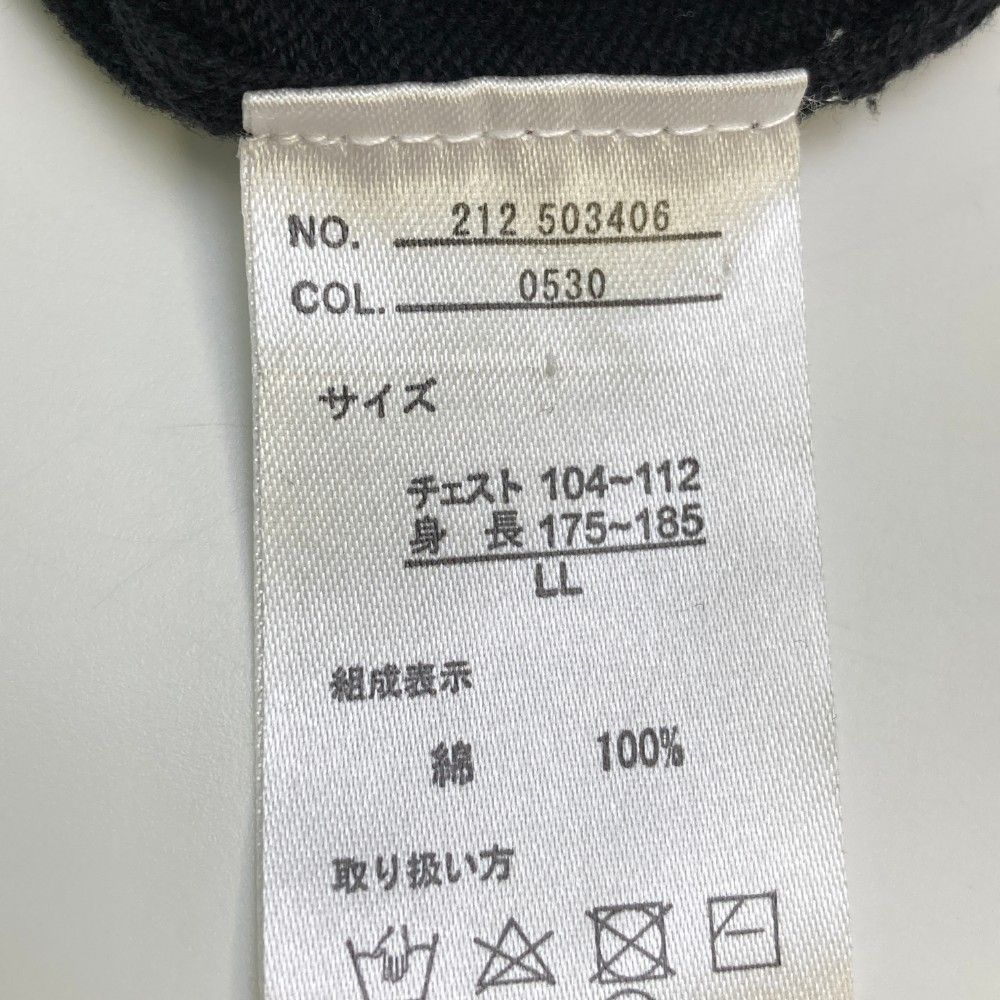 NO. 212 503406
COL. 0530
サイズ
チェスト 104~112
身 長 175~185
LL
組成表示
綿 100%
取り扱い方